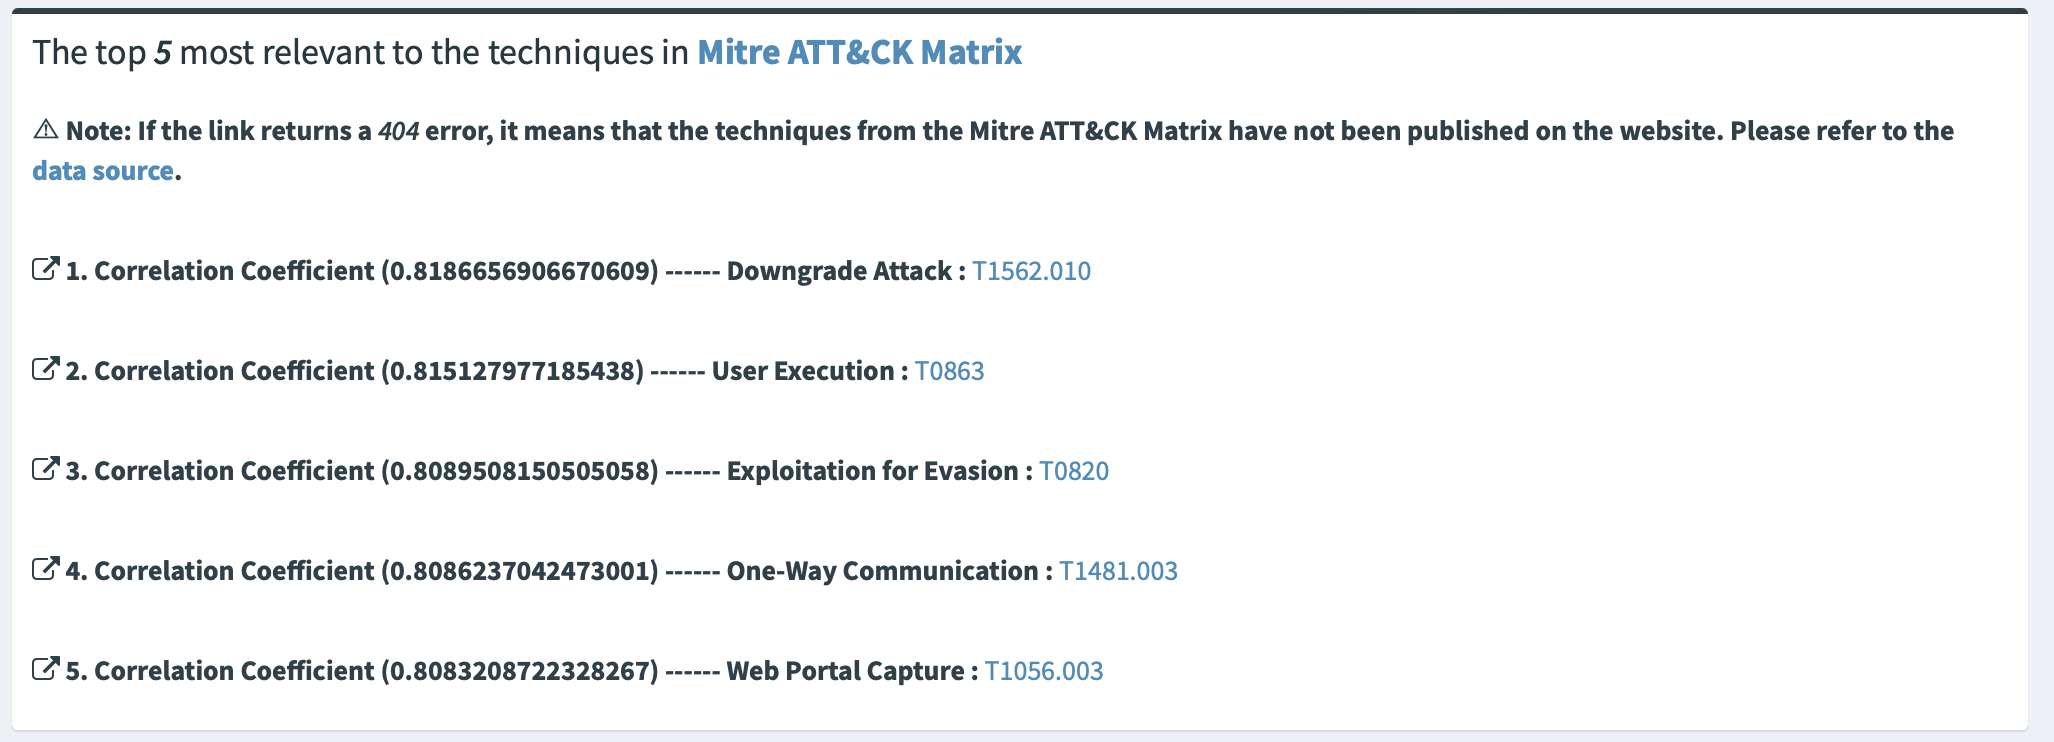 The top 5 most relevant to the techniques in Mitre ATT&CK Matrix
⚠ Note: If the link returns a 404 error, it means that the techniques from the Mitre ATT&CK Matrix have not been published on the website. Please refer to the
data source.
1. Correlation Coefficient (0.8186656906670609) ------ Downgrade Attack : T1562.010
2. Correlation Coefficient (0.815127977185438) ------ User Execution : T0863
3. Correlation Coefficient (0.8089508150505058) ------ Exploitation for Evasion : T0820
4. Correlation Coefficient (0.8086237042473001) ------ One-Way Communication : T1481.003
5. Correlation Coefficient (0.8083208722328267) ------ Web Portal Capture : T1056.003